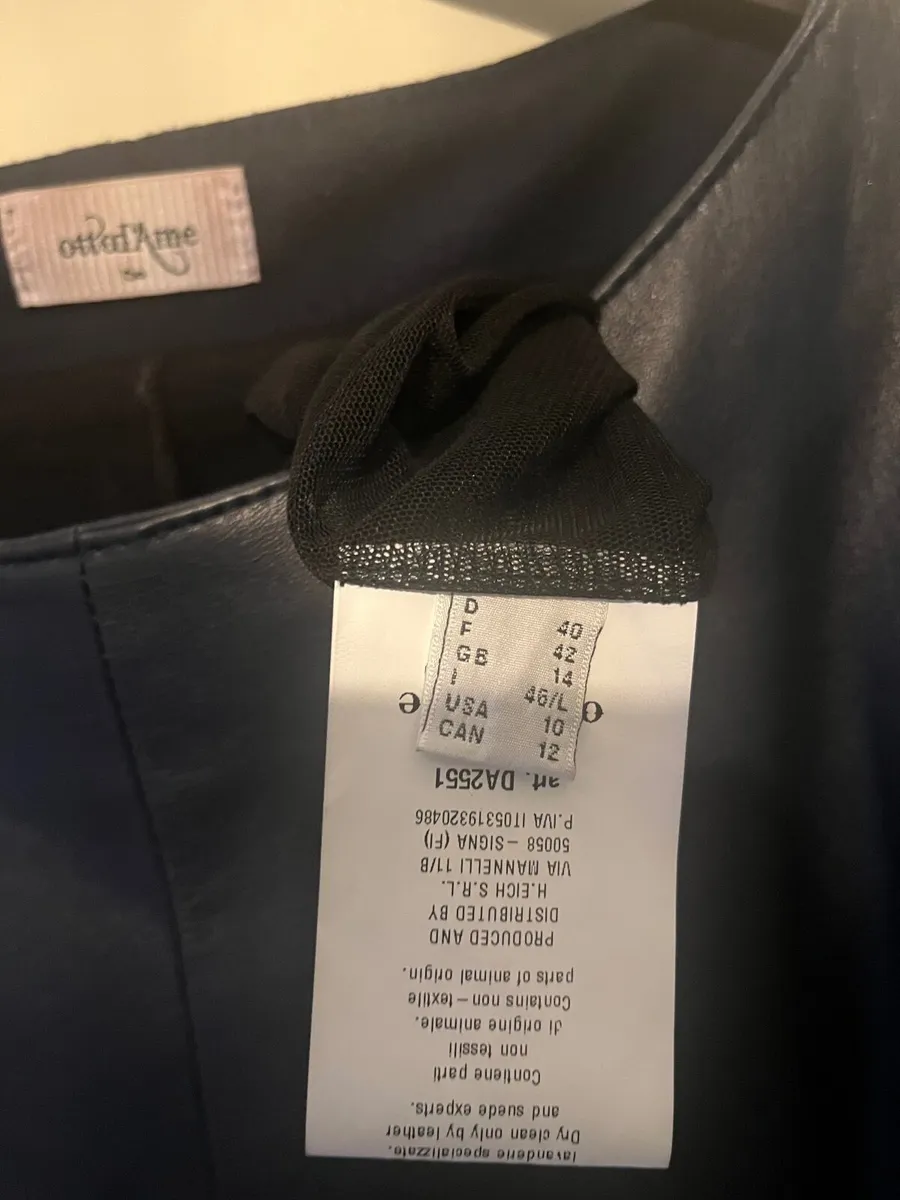 ottod'Ame
D 40
F 42
GB 14
I 46/L
USA 10
CAN 12
lavanderie specializzate.
Dry clean only by leather
and suede experts.
Contiene parti
non tessili
di origine animale.
Contains non-textile
parts of animal origin.
PRODUCED AND
DISTRIBUTED BY
H.EICH S.R.L.
VIA MANNELLI 11/B
50058 - SIGNA (FI)
P.IVA IT05319320486
art. DA2551